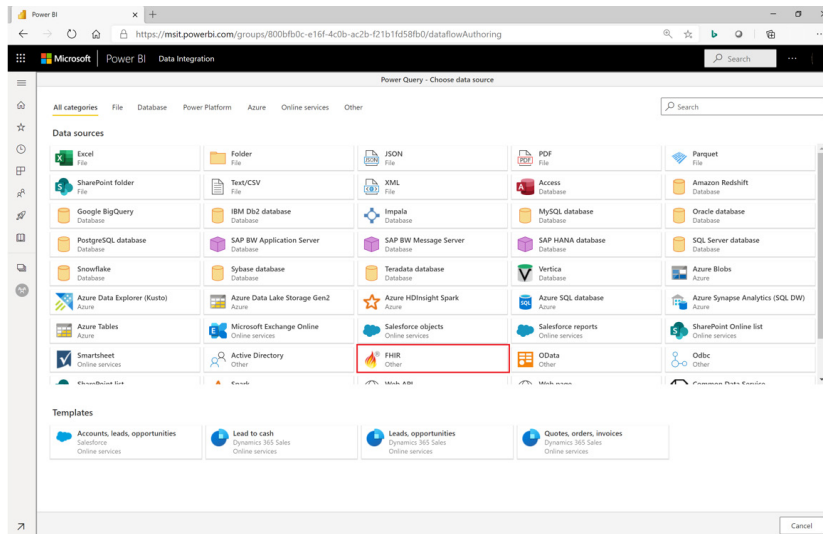 Power BI
https://msit.powerbi.com/groups/800bfb0c-e16f-4c0b-ac2b-f21b1fd58fb0/dataflowAuthoring
Microsoft Power BI Data Integration Search
Power Query - Choose data source
All categories File Database Power Platform Azure Online services Other Search
Data sources
Excel Folder JSON PDF Parquet
File File File File File
SharePoint folder Text/CSV XML Access Amazon Redshift
File File File Database Database
Google BigQuery IBM Db2 database Impala MySQL database Oracle database
Database Database Database Database Database
PostgreSQL database SAP BW Application Server SAP BW Message Server SAP HANA database SQL Server database
Database Database Database Database Database
Snowflake Sybase database Teradata database Vertica Azure Blobs
Database Database Database Database Azure
Azure Data Explorer (Kusto) Azure Data Lake Storage Gen2 Azure HDInsight Spark Azure SQL database Azure Synapse Analytics (SQL DW)
Azure Azure Azure Azure Azure
Azure Tables Microsoft Exchange Online Salesforce objects Salesforce reports SharePoint Online list
Azure Online services Online services Online services Online services
Smartsheet Active Directory FHIR OData Odbc
Online services Other Other Other Other
SharePoint list Spark Web API Web page Common Data Service
Templates
Accounts, leads, opportunities Lead to cash Leads, opportunities Quotes, orders, invoices
Salesforce Dynamics 365 Sales Dynamics 365 Sales Dynamics 365 Sales
Online services Online services Online services Online services
Cancel